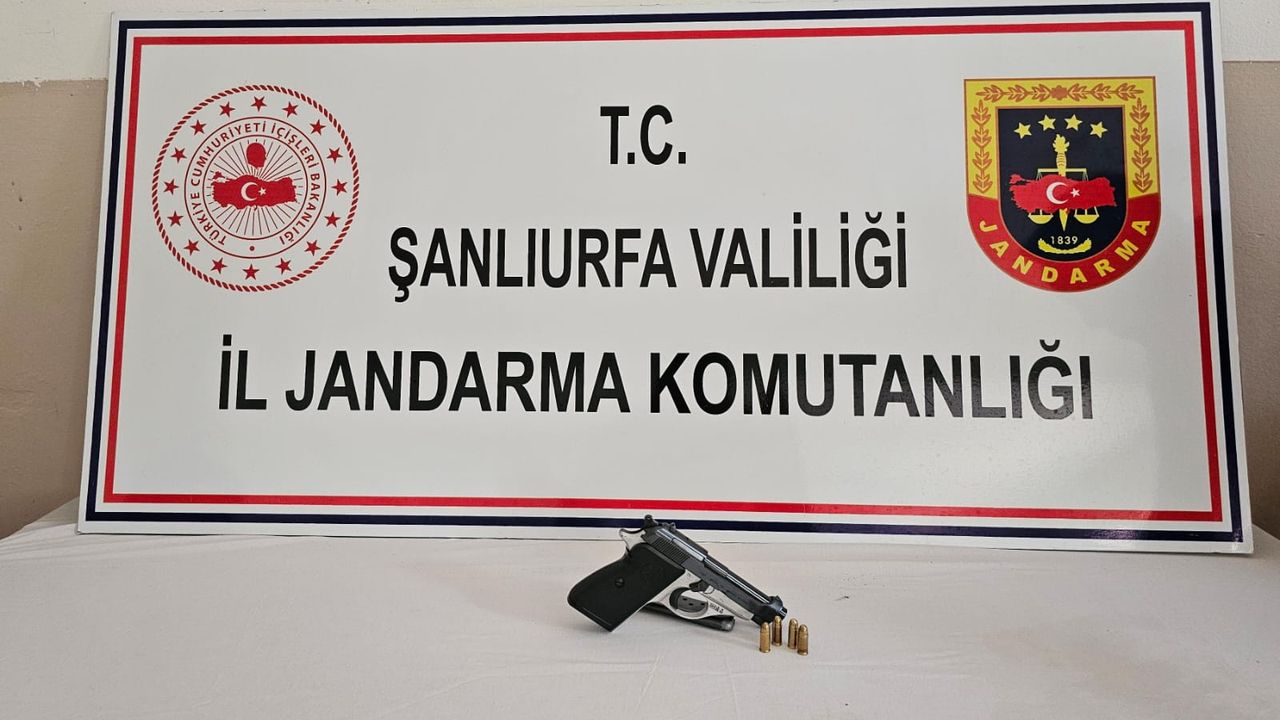 T.C.
ŞANLIURFA VALİLİĞİ
İL JANDARMA KOMUTANLIĞI
TÜRKİYE CUMHURİYETİ İÇİŞLERİ BAKANLIĞI
1839
JANDARMA